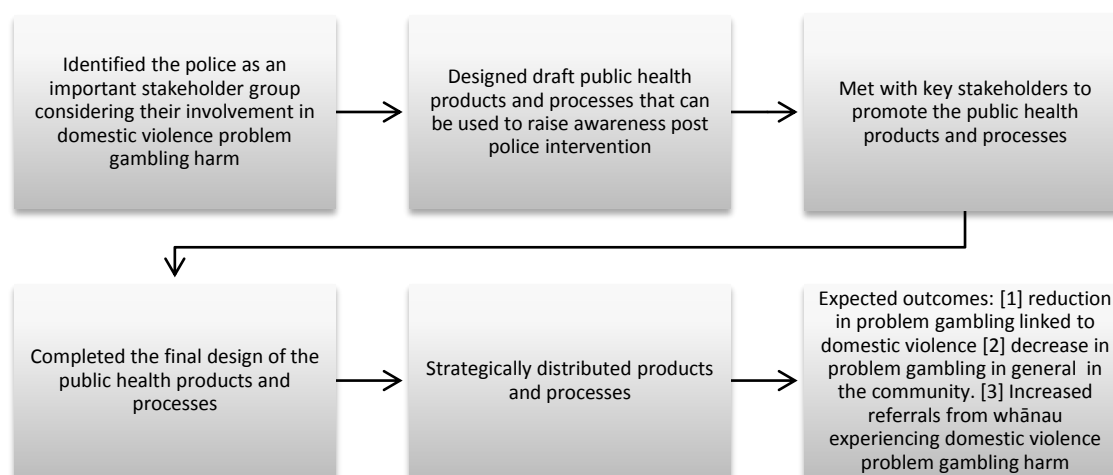 Identified the police as an
important stakeholder group
considering their involvement in
domestic violence problem
gambling harm
Designed draft public health
products and processes that can
be used to raise awareness post
police intervention
Met with key stakeholders to
promote the public health
products and processes
Completed the final design of the
public health products and
processes
Strategically distributed products
and processes
Expected outcomes: [1] reduction
in problem gambling linked to
domestic violence [2] decrease in
problem gambling in general in
the community. [3] Increased
referrals from whānau
experiencing domestic violence
problem gambling harm